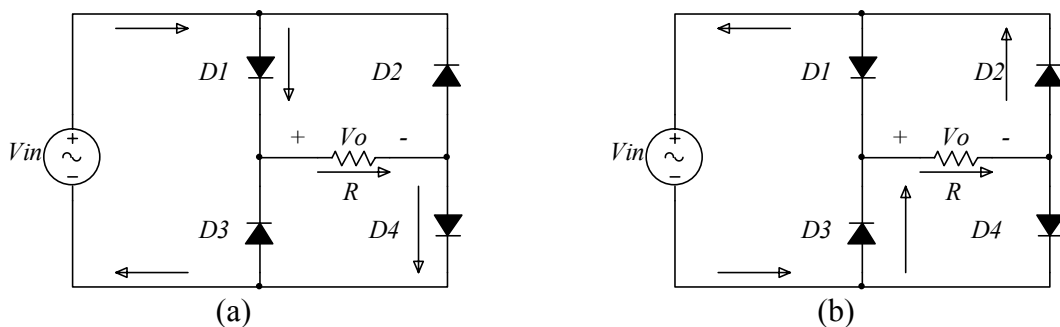 D1
D2
+
Vo
-
Vin
+
−
R
D3
D4
(a)
D1
D2
+
Vo
-
Vin
+
−
R
D3
D4
(b)